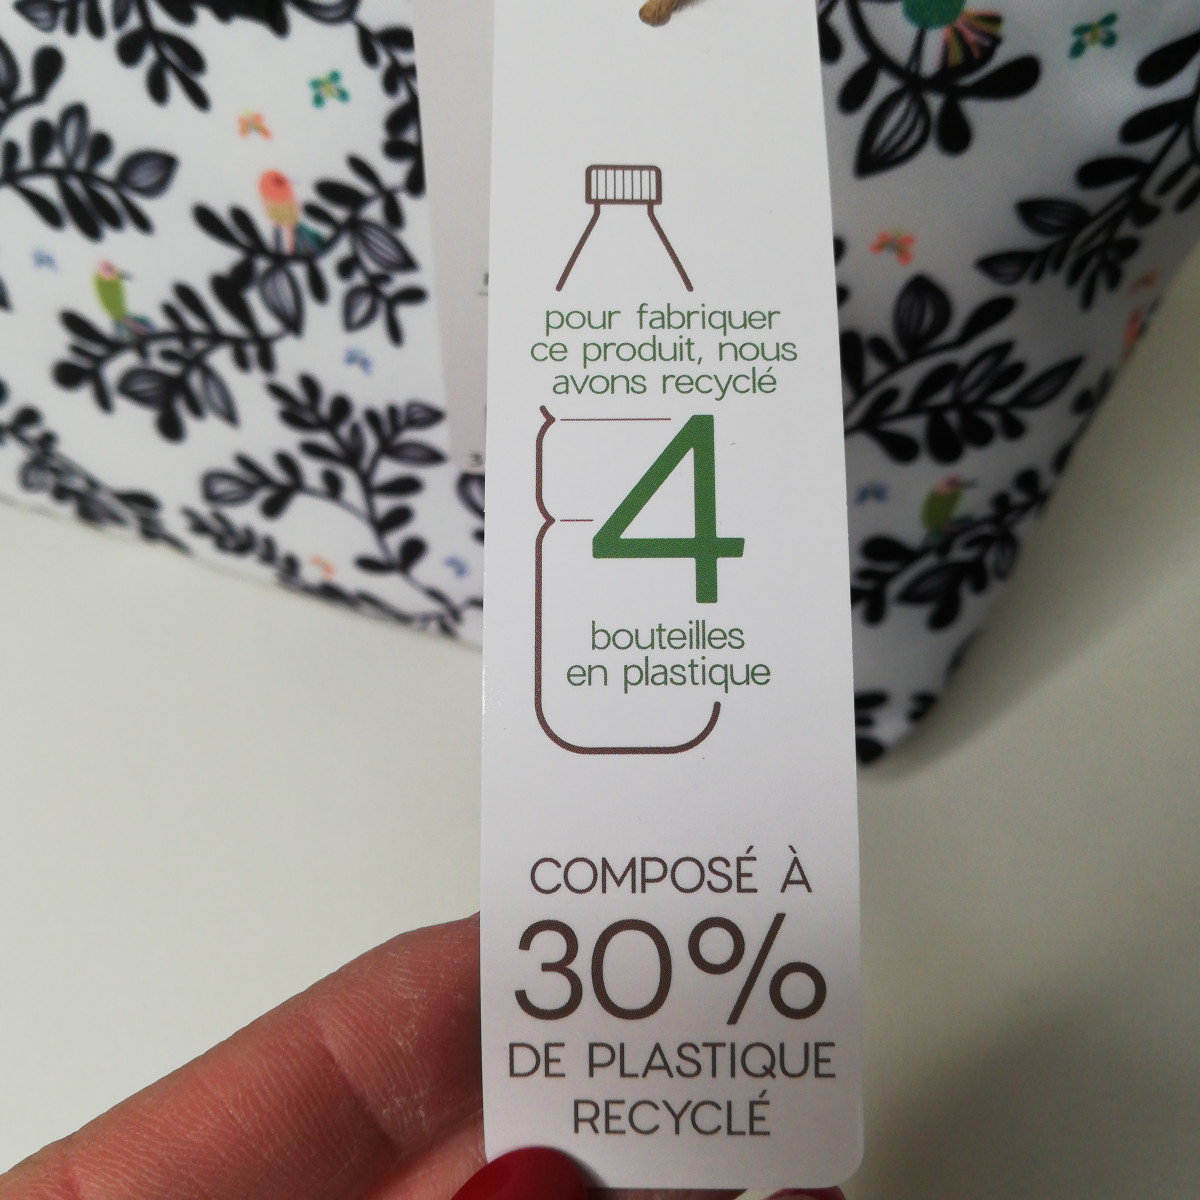 pour fabriquer
ce produit, nous
avons recyclé
4
bouteilles
en plastique
COMPOSÉ À
30%
DE PLASTIQUE
RECYCLÉ